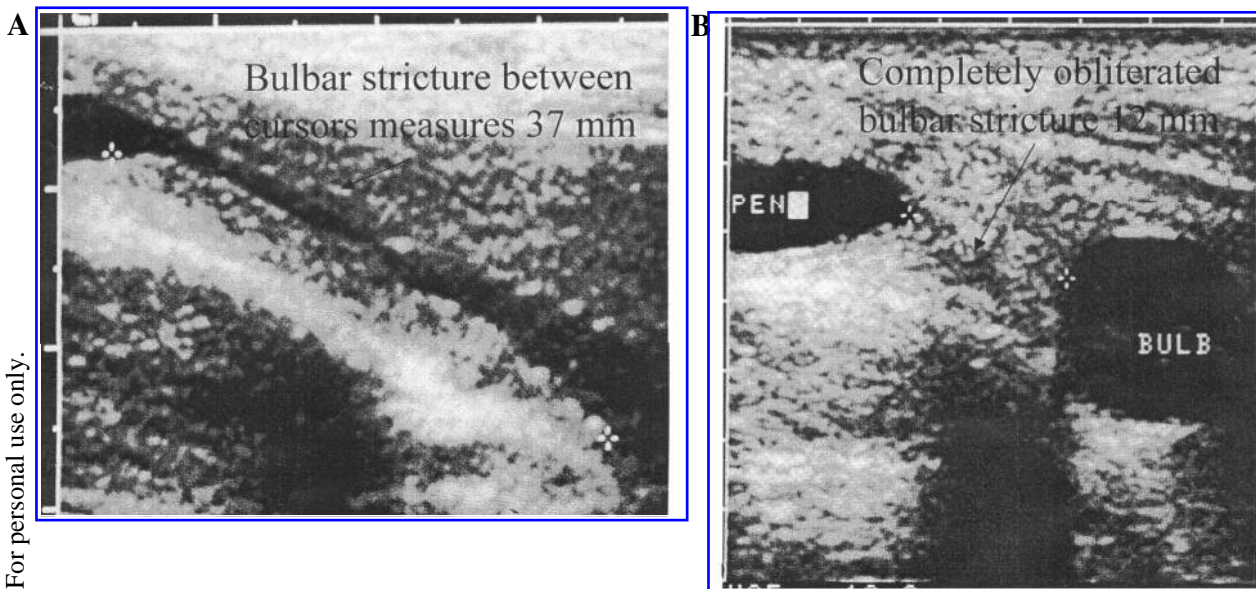 A
Bulbar stricture between
cursors measures 37 mm
B
Completely obliterated
bulbar stricture 12 mm
PEN
BULB
For personal use only.